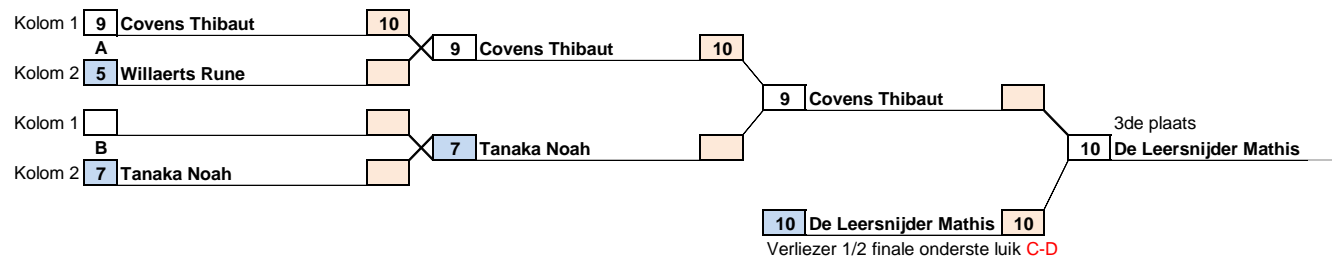 Kolom 1 9 Covens Thibaut 10
A
9 Covens Thibaut 10
Kolom 2 5 Willaerts Rune
9 Covens Thibaut
Kolom 1
3de plaats
B
7 Tanaka Noah
10 De Leersnijder Mathis
Kolom 2 7 Tanaka Noah
10 De Leersnijder Mathis 10
Verliezer 1/2 finale onderste luik C-D